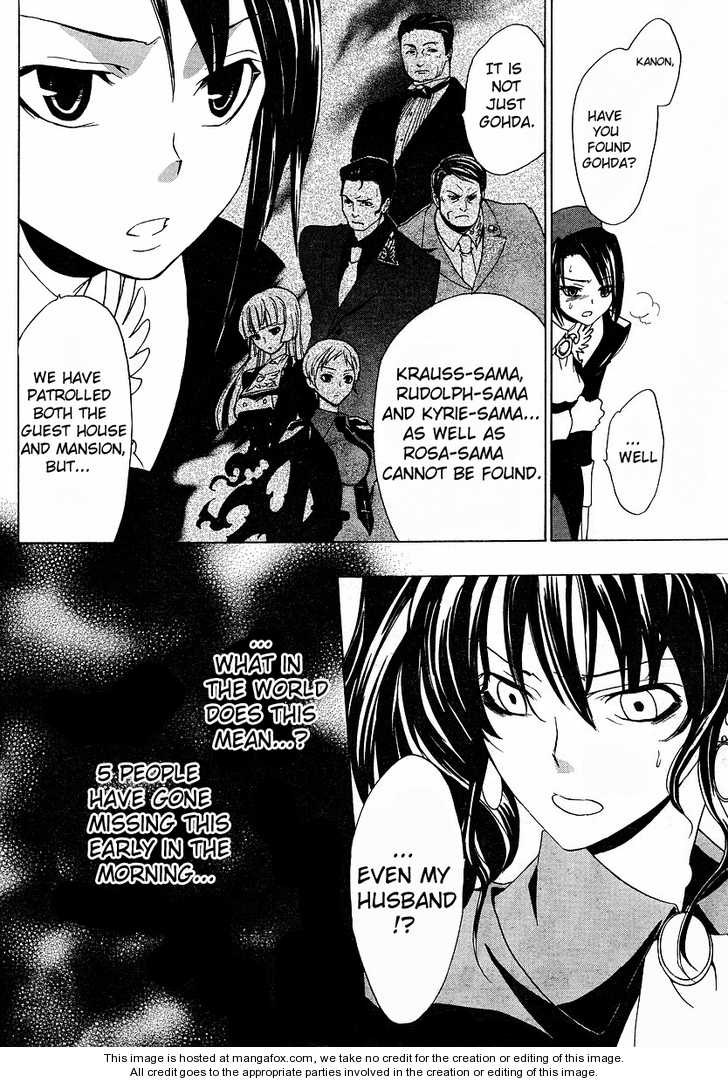 KANON,
HAVE
YOU
FOUND
GOHDA?
...
WELL
IT IS
NOT
JUST
GOHDA.
KRAUSS-SAMA,
RUDOLPH-SAMA
AND KYRIE-SAMA...
AS WELL AS
ROSA-SAMA
CANNOT BE FOUND.
WE HAVE
PATROLLED
BOTH THE
GUEST HOUSE
AND MANSION,
BUT...
...
EVEN MY
HUSBAND
!?
...
WHAT IN
THE WORLD
DOES THIS
MEAN...?
5 PEOPLE
HAVE GONE
MISSING THIS
EARLY IN THE
MORNING...
This image is hosted at mangafox.com, we take no credit for the creation or editing of this image.
All credit goes to the appropriate parties involved in the creation or editing of this image.